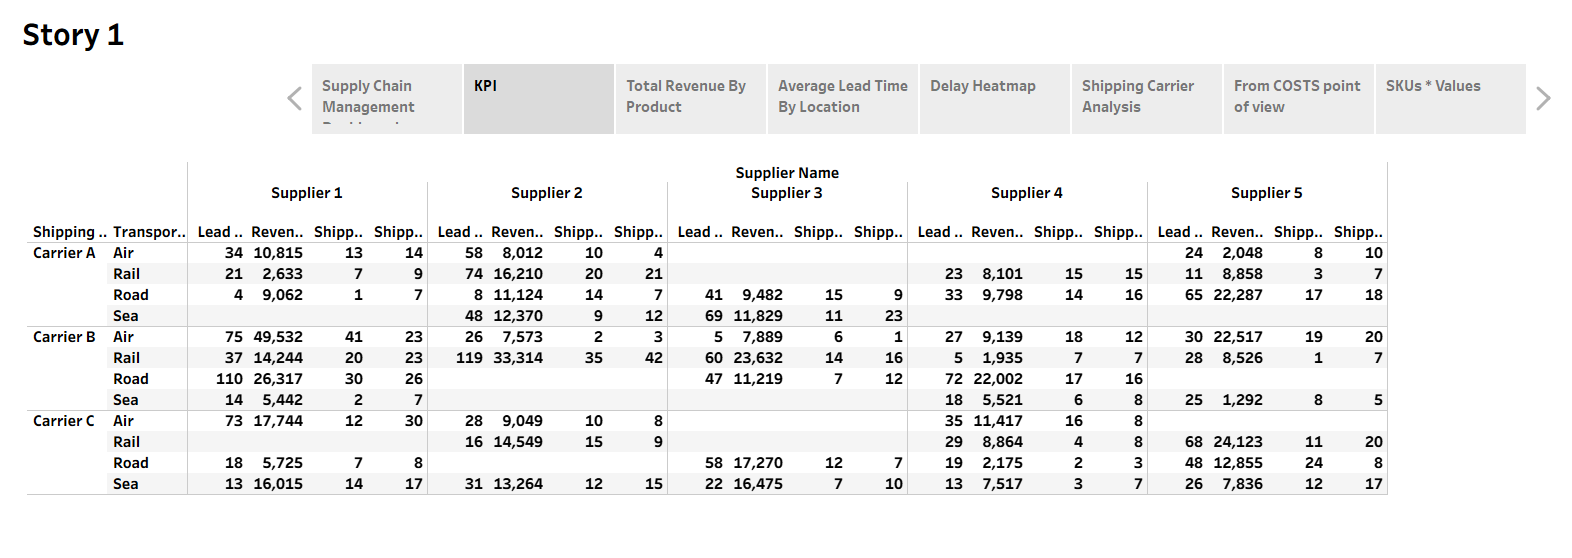 Story 1
Supply Chain Management
KPI
Total Revenue By Product
Average Lead Time By Location
Delay Heatmap
Shipping Carrier Analysis
From COSTS point of view
SKUs * Values
Supplier Name
Supplier 1 Supplier 2 Supplier 3 Supplier 4 Supplier 5
Shipping .. Transpor.. Lead .. Reven.. Shipp.. Shipp.. Lead .. Reven.. Shipp.. Shipp.. Lead .. Reven.. Shipp.. Shipp.. Lead .. Reven.. Shipp.. Shipp.. Lead .. Reven.. Shipp.. Shipp..
Carrier A Air 34 10,815 13 14 58 8,012 10 4 24 2,048 8 10
Rail 21 2,633 7 9 74 16,210 20 21 23 8,101 15 15 11 8,858 3 7
Road 4 9,062 1 7 8 11,124 14 7 41 9,482 15 9 33 9,798 14 16 65 22,287 17 18
Sea 48 12,370 9 12 69 11,829 11 23
Carrier B Air 75 49,532 41 23 26 7,573 2 3 5 7,889 6 1 27 9,139 18 12 30 22,517 19 20
Rail 37 14,244 20 23 119 33,314 35 42 60 23,632 14 16 5 1,935 7 7 28 8,526 1 7
Road 110 26,317 30 26 47 11,219 7 12 72 22,002 17 16
Sea 14 5,442 2 7 18 5,521 6 8 25 1,292 8 5
Carrier C Air 73 17,744 12 30 28 9,049 10 8 35 11,417 16 8
Rail 16 14,549 15 9 29 8,864 4 8 68 24,123 11 20
Road 18 5,725 7 8 58 17,270 12 7 19 2,175 2 3 48 12,855 24 8
Sea 13 16,015 14 17 31 13,264 12 15 22 16,475 7 10 13 7,517 3 7 26 7,836 12 17